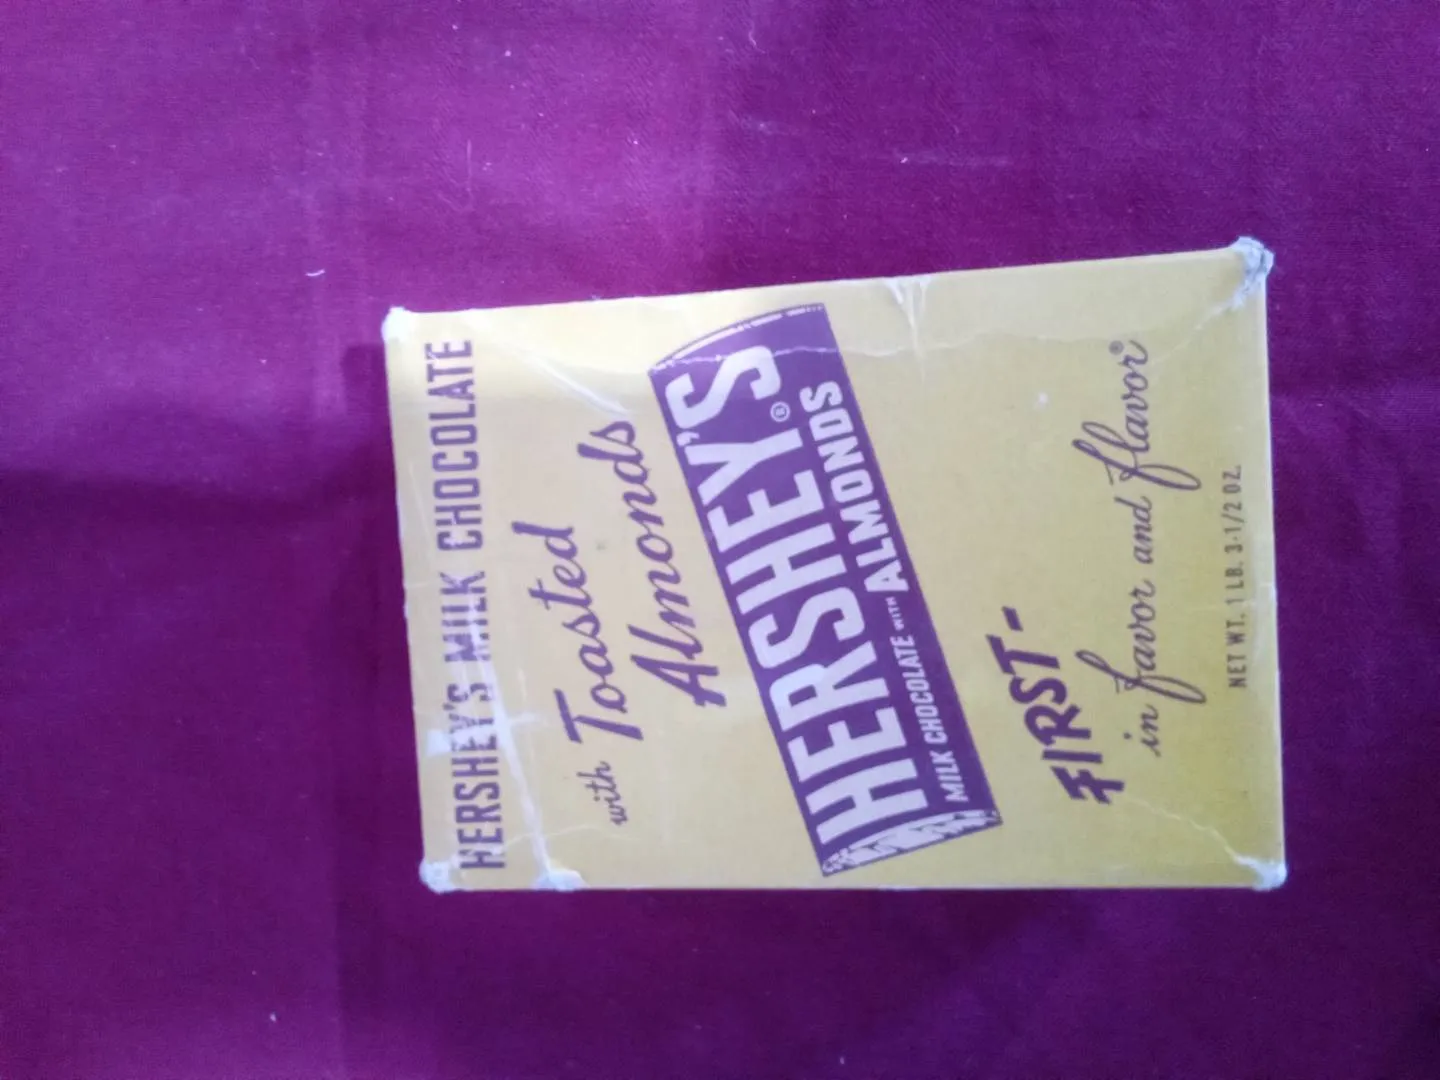 HERSHEY'S MILK CHOCOLATE
with Toasted
Almonds
HERSHEY'S®
MILK CHOCOLATE WITH ALMONDS
FIRST-
in favor and flavor®
NET WT. 1 LB. 3-1/2 OZ.